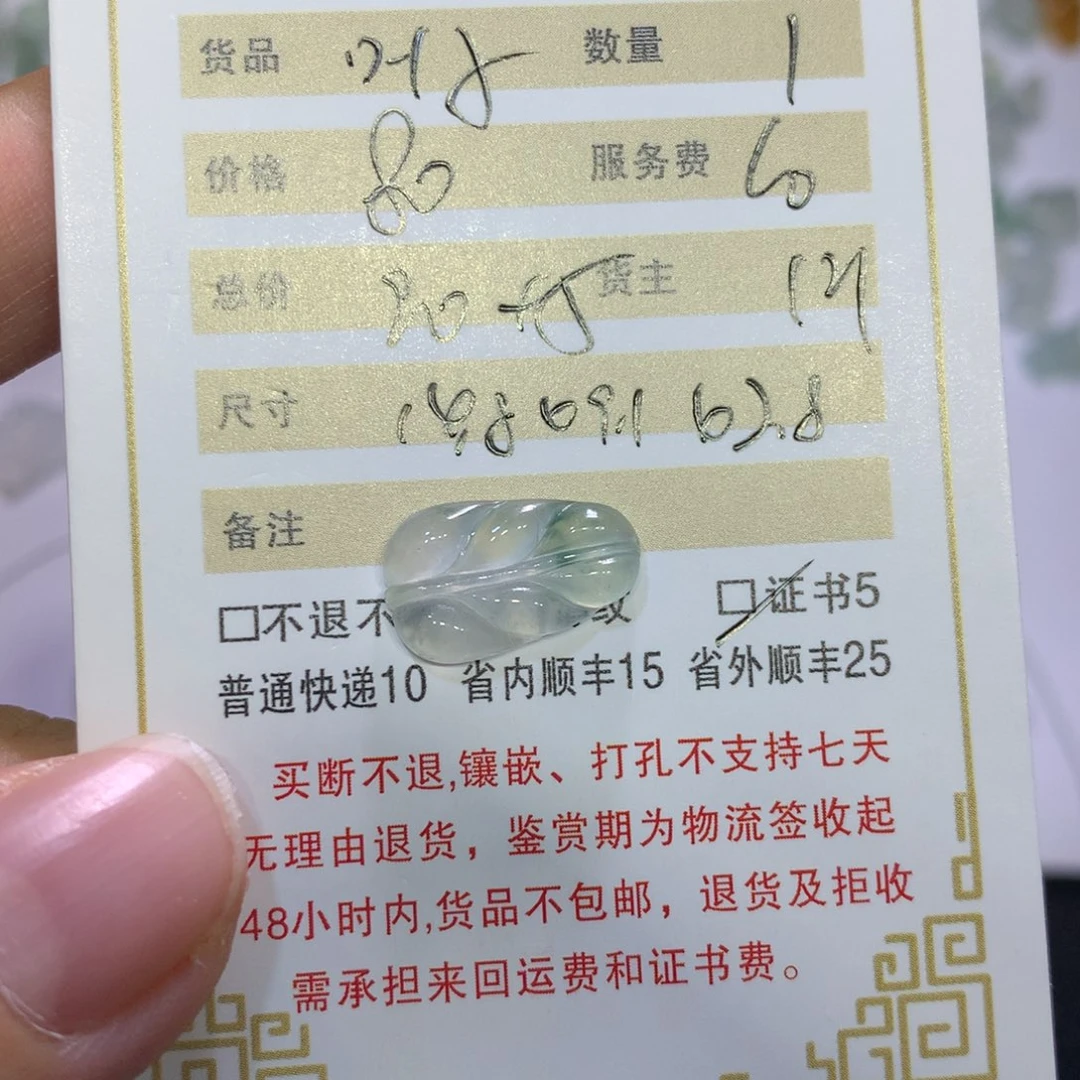 货品 数量 1
价格 80 服务费 60
总价 货主
尺寸
备注
□不退不 纹 □证书5
普通快递10 省内顺丰15 省外顺丰25
买断不退,镶嵌、打孔不支持七天
无理由退货，鉴赏期为物流签收起
48小时内,货品不包邮，退货及拒收
需承担来回运费和证书费。